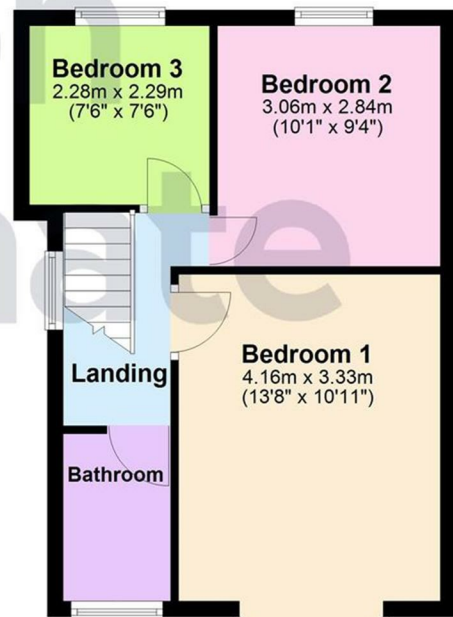 Bedroom 3
2.28m x 2.29m
(7'6" x 7'6")
Bedroom 2
3.06m x 2.84m
(10'1" x 9'4")
Bedroom 1
4.16m x 3.33m
(13'8" x 10'11")
Landing
Bathroom